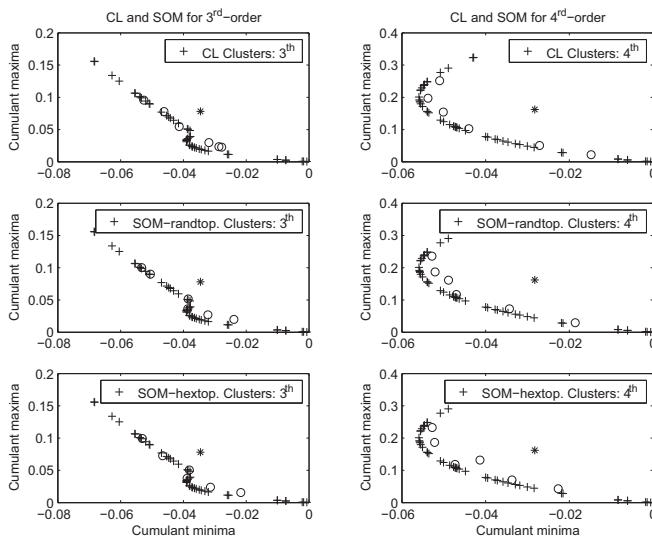 CL and SOM for 3rd−order
CL and SOM for 4rd−order
0.2
0.15
0.1
0.05
0
Cumulant maxima
+ CL Clusters: 3th
−0.08 −0.06 −0.04 −0.02 0
0.4
0.3
0.2
0.1
0
Cumulant maxima
+ CL Clusters: 4th
−0.06 −0.04 −0.02 0
0.2
0.15
0.1
0.05
0
Cumulant maxima
+ SOM−randtop. Clusters: 3th
−0.08 −0.06 −0.04 −0.02 0
0.4
0.3
0.2
0.1
0
Cumulant maxima
+ SOM−randtop. Clusters: 4th
−0.06 −0.04 −0.02 0
0.2
0.15
0.1
0.05
0
Cumulant maxima
+ SOM−hextop. Clusters: 3th
−0.08 −0.06 −0.04 −0.02 0
Cumulant minima
0.4
0.3
0.2
0.1
0
Cumulant maxima
+ SOM−hextop. Clusters: 4th
−0.06 −0.04 −0.02 0
Cumulant minima